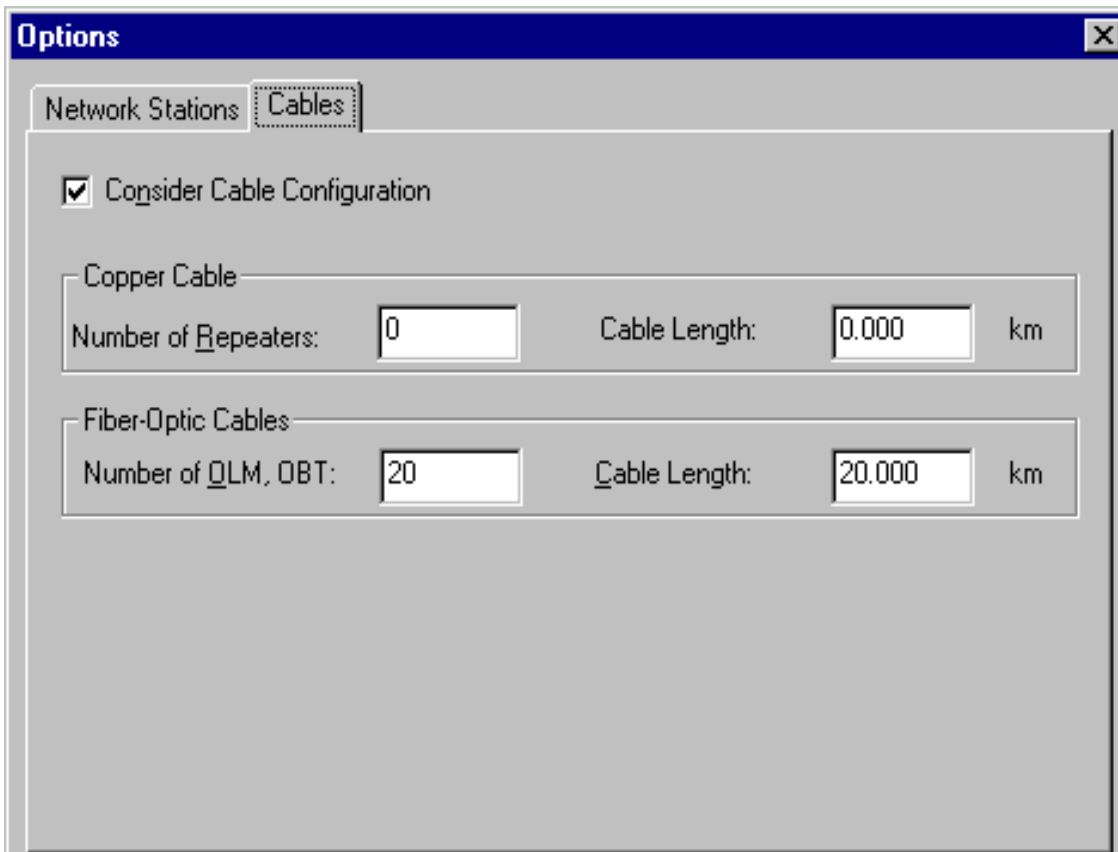 Options
Network Stations Cables
Consider Cable Configuration
Copper Cable
Number of Repeaters: 0 Cable Length: 0.000 km
Fiber-Optic Cables
Number of OLM, OBT: 20 Cable Length: 20.000 km